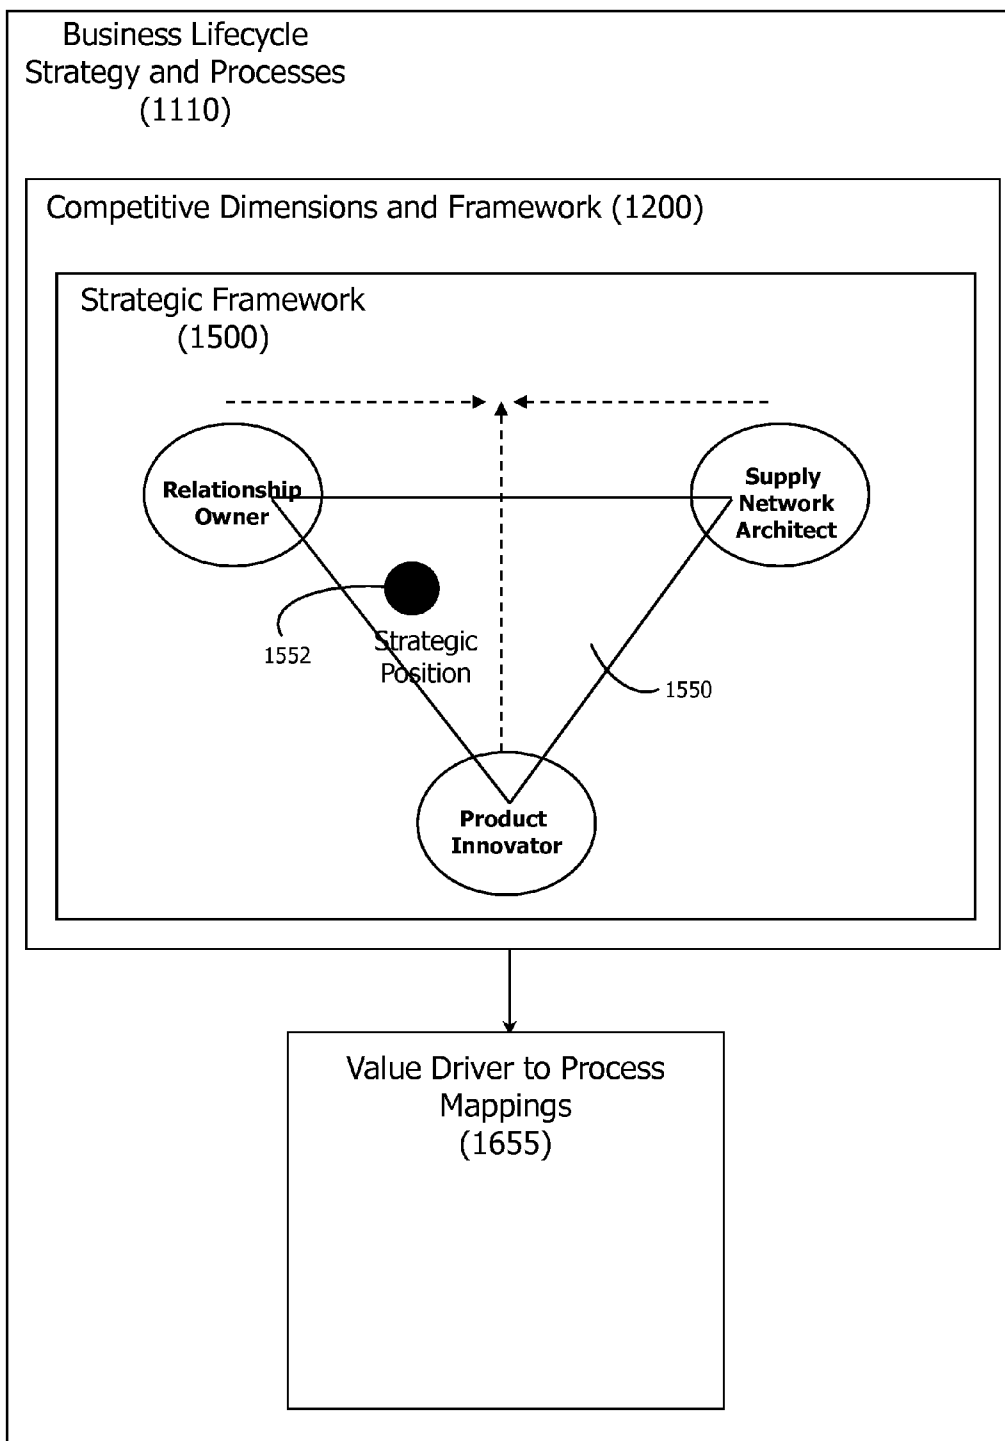 Business Lifecycle
Strategy and Processes
(1110)
Competitive Dimensions and Framework (1200)
Strategic Framework
(1500)
Relationship
Owner
Supply
Network
Architect
1552
Strategic
Position
1550
Product
Innovator
Value Driver to Process
Mappings
(1655)